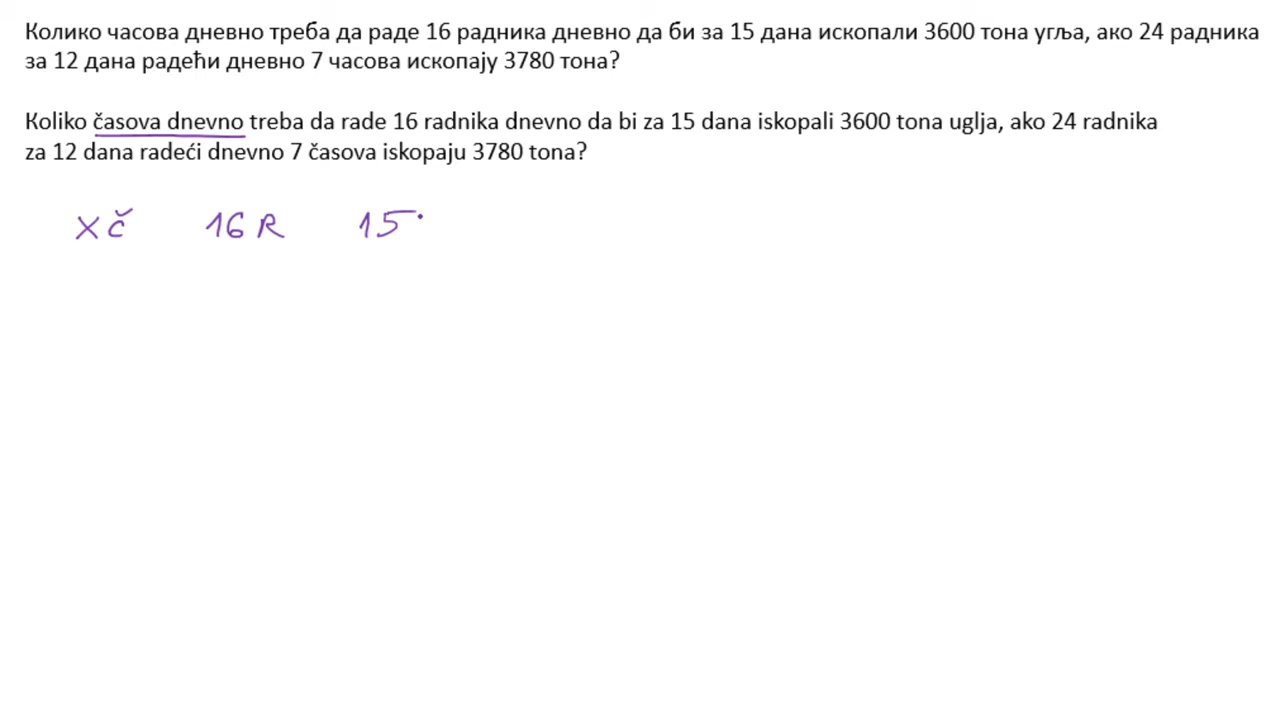 Колико часова дневно треба да раде 16 радника дневно да би за 15 дана ископали 3600 тона угља, ако 24 радника
за 12 дана радећи дневно 7 часова ископају 3780 тона?
Koliko časova dnevno treba da rade 16 radnika dnevno da bi za 15 dana iskopali 3600 tona uglja, ako 24 radnika
za 12 dana radeći dnevno 7 časova iskopaju 3780 tona?
x č 16 R 15